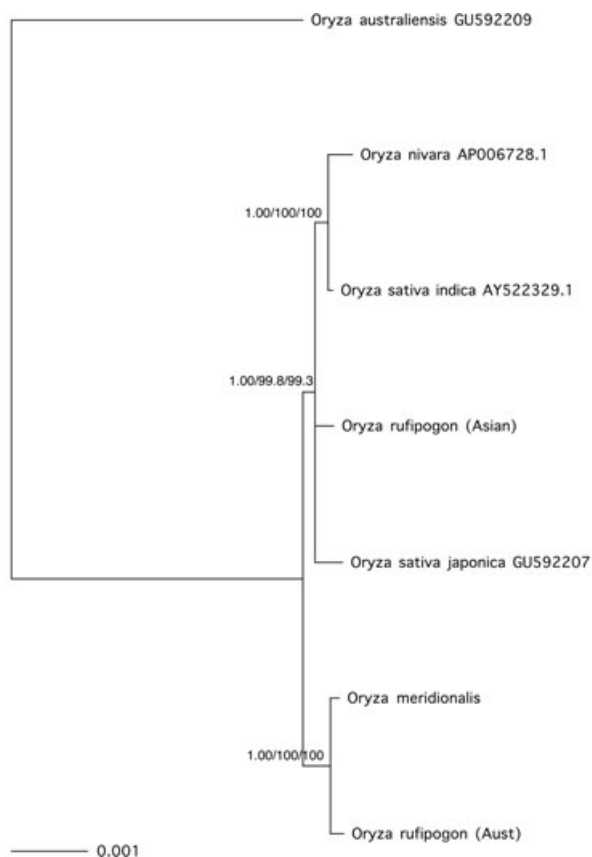 Oryza australiensis GU592209
Oryza nivara AP006728.1
1.00/100/100
Oryza sativa indica AY522329.1
1.00/99.8/99.3
Oryza rufipogon (Asian)
Oryza sativa japonica GU592207
Oryza meridionalis
1.00/100/100
Oryza rufipogon (Aust)
0.001